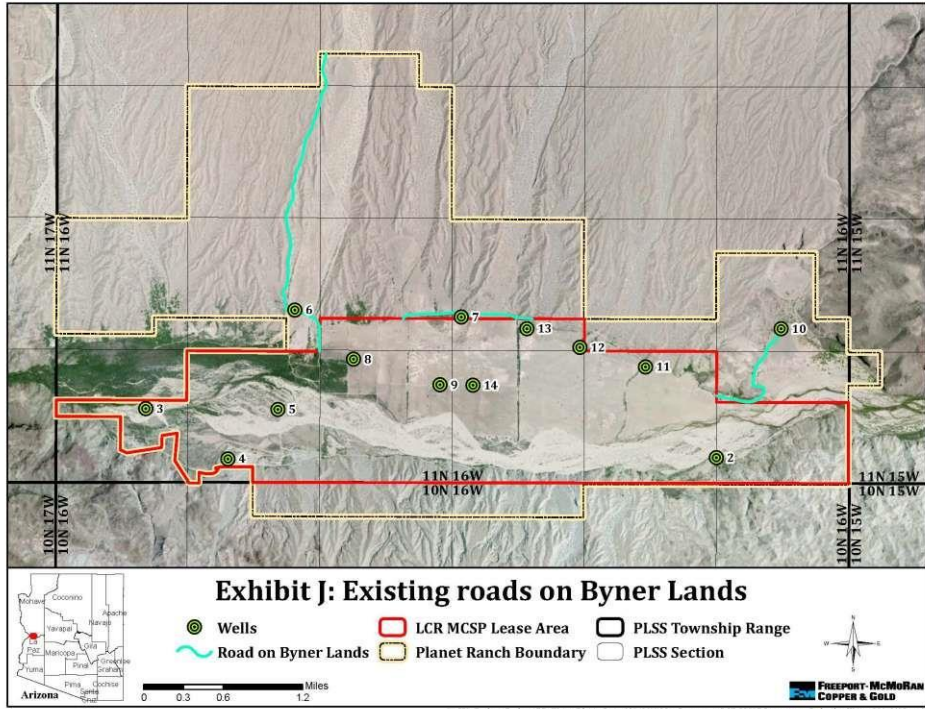 11N 17W
11N 16W
11N 16W
11N 15W
6
7
13
10
12
8
11
9
14
3
5
4
2
11N 16W
10N 16W
11N 15W
10N 15W
10N 17W
10N 16W
10N 16W
10N 15W
Exhibit J: Existing roads on Byner Lands
Wells
LCR MCSP Lease Area
PLSS Township Range
Road on Byner Lands
Planet Ranch Boundary
PLSS Section
Mohave
Coconino
Apache
Navajo
Yavapai
La
Paz
Gila
Maricopa
Greenlee
Pinal
Graham
Yuma
Pima
Cochise
Santa
Cruz
Arizona
Miles
0 0.3 0.6 1.2
N
W E
S
FREEPORT-MCMORAN
COPPER & GOLD